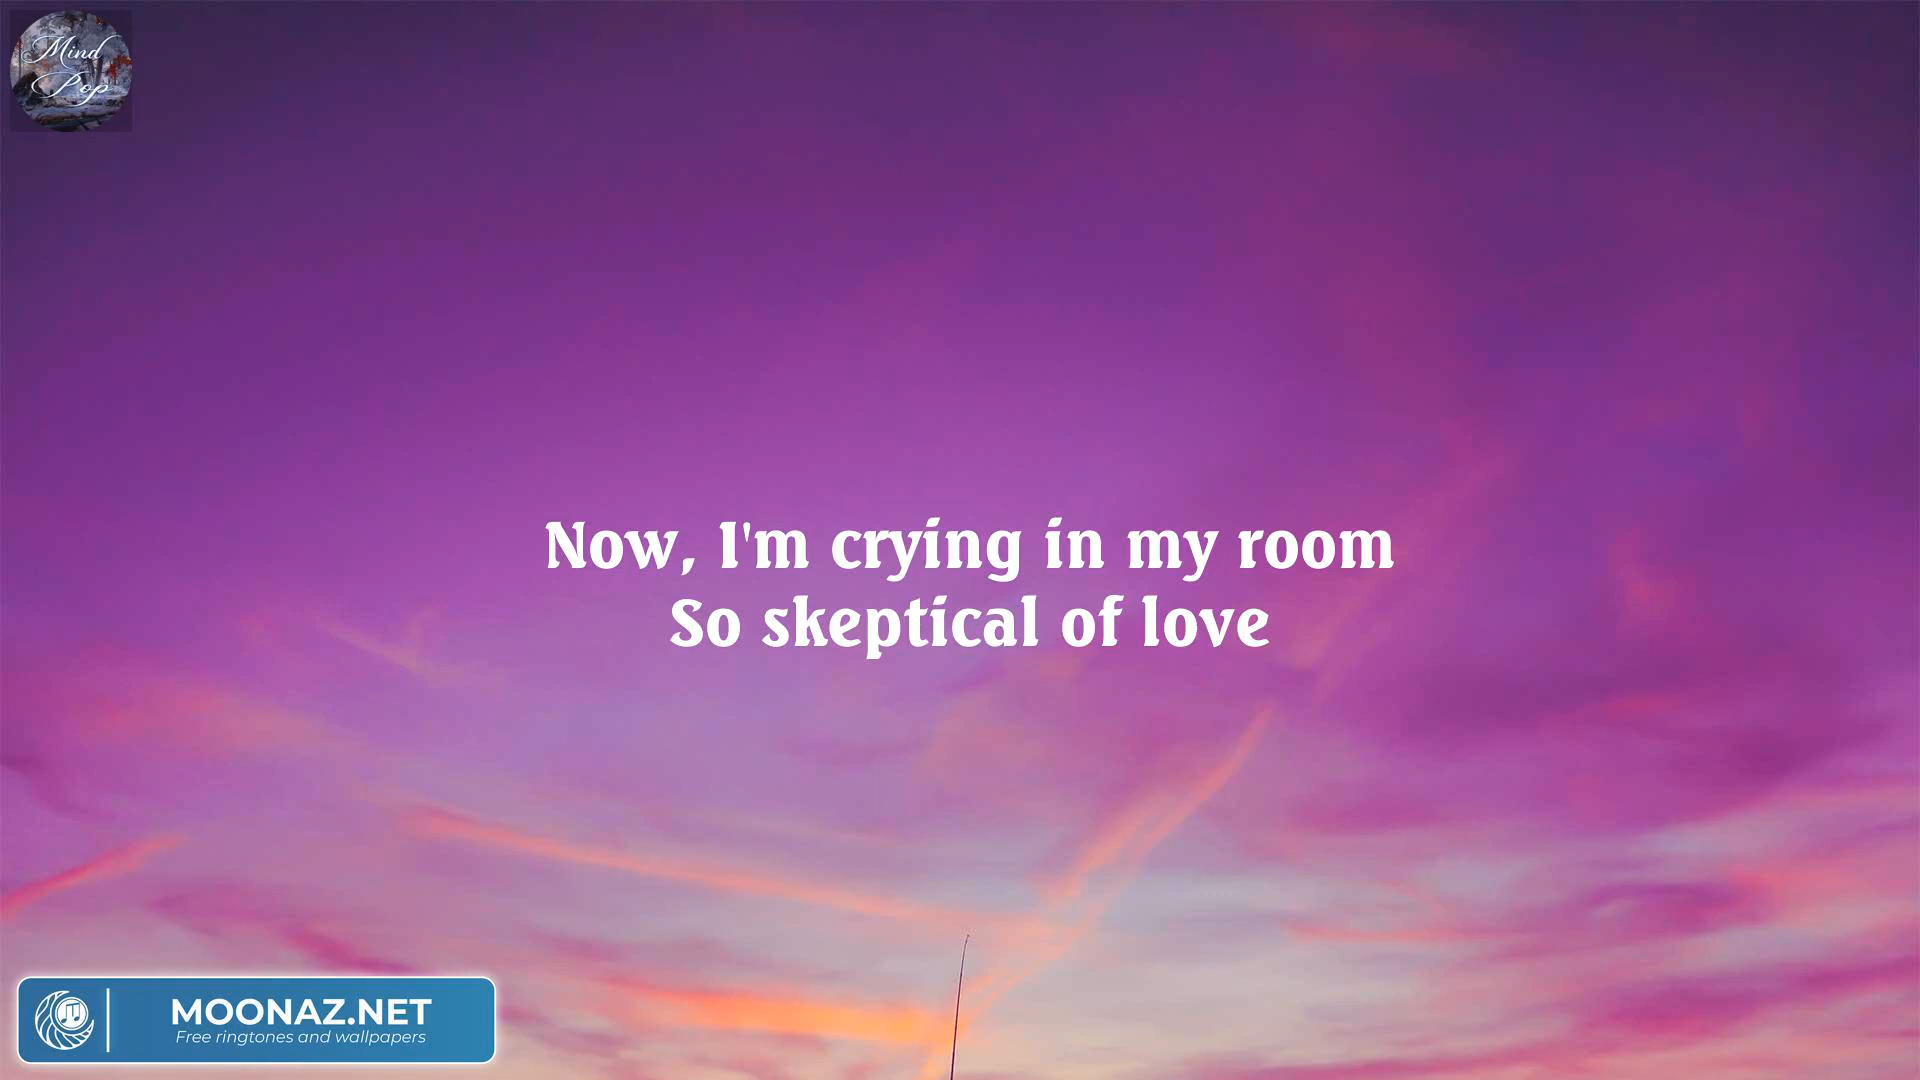 Mind
Pop
Now, I'm crying in my room
So skeptical of love
MOONAZ.NET
Free ringtones and wallpapers